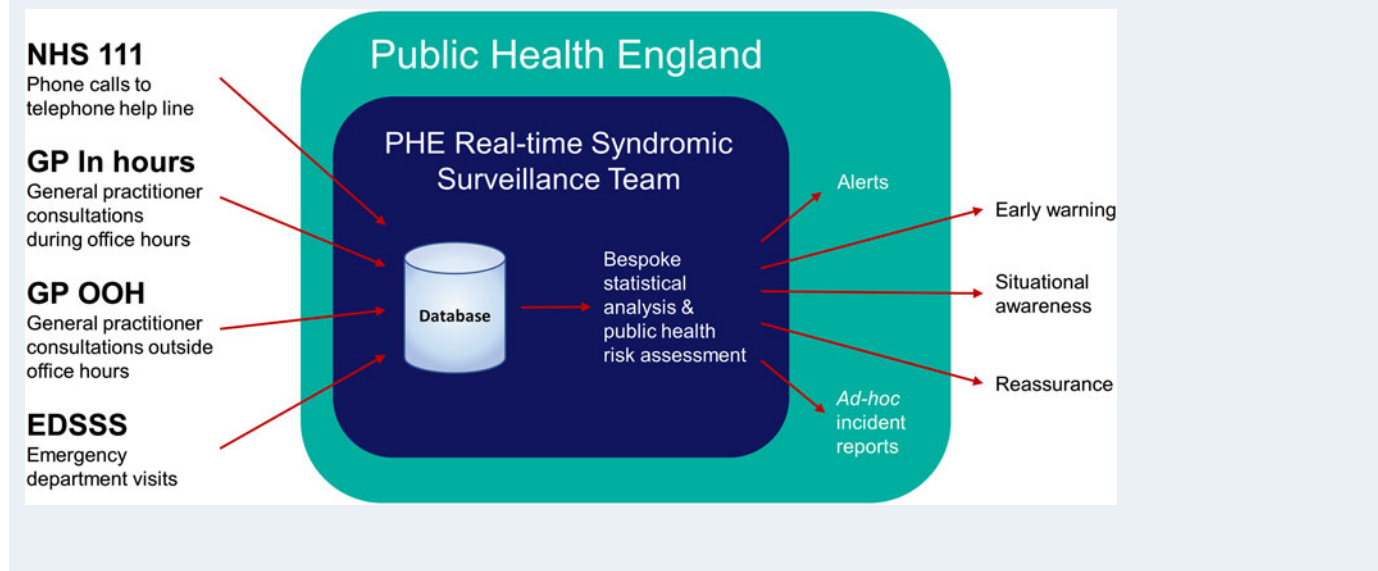 NHS 111
Phone calls to
telephone help line
GP In hours
General practitioner
consultations
during office hours
GP OOH
General practitioner
consultations outside
office hours
EDSSS
Emergency
department visits
Public Health England
PHE Real-time Syndromic
Surveillance Team
Database
Bespoke
statistical
analysis &
public health
risk assessment
Alerts
Ad-hoc
incident
reports
Early warning
Situational
awareness
Reassurance